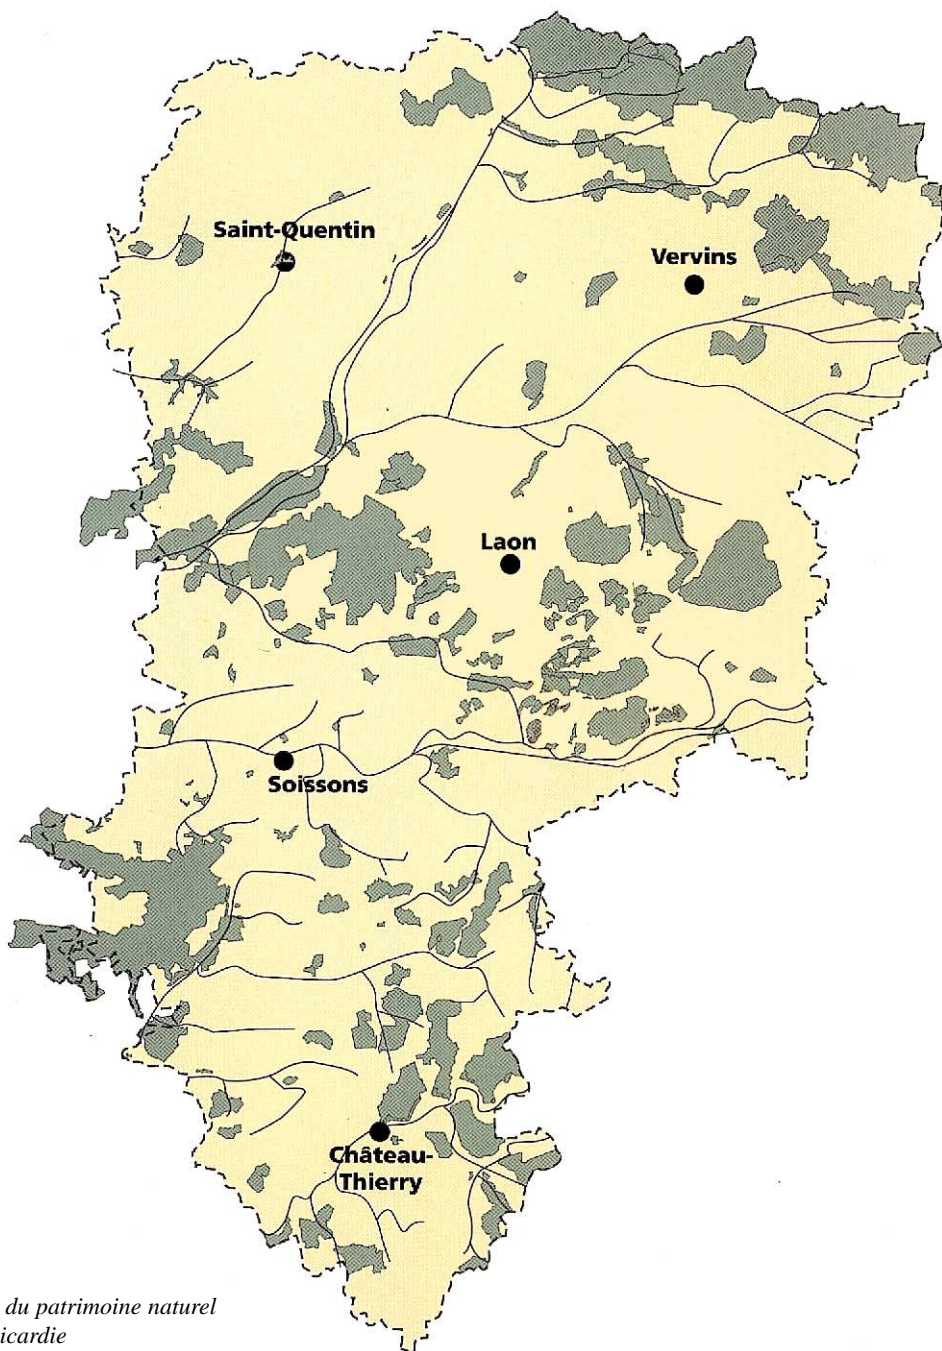 Saint-Quentin
Vervins
Laon
Soissons
Château-
Thierry
du patrimoine naturel
icardie